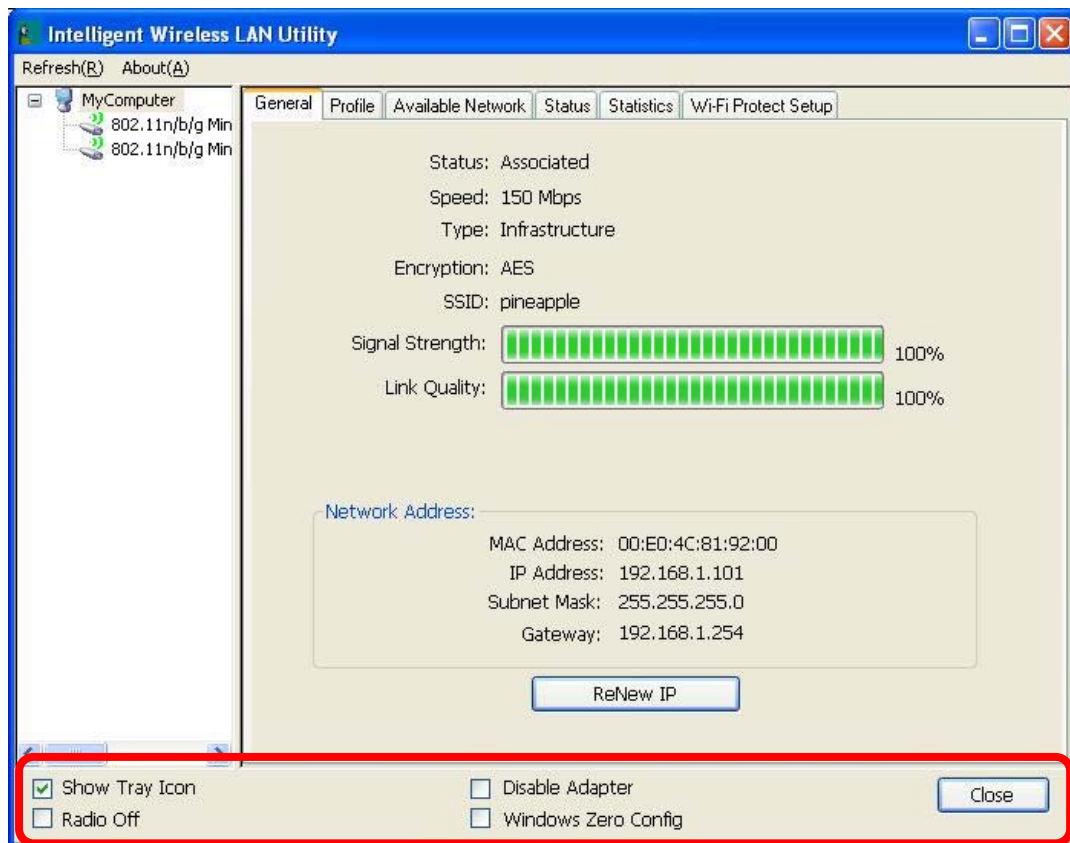 Intelligent Wireless LAN Utility
Refresh(R) About(A)
MyComputer
802.11n/b/g Min
802.11n/b/g Min
General Profile Available Network Status Statistics Wi-Fi Protect Setup
Status: Associated
Speed: 150 Mbps
Type: Infrastructure
Encryption: AES
SSID: pineapple
Signal Strength: 100%
Link Quality: 100%
Network Address:
MAC Address: 00:E0:4C:81:92:00
IP Address: 192.168.1.101
Subnet Mask: 255.255.255.0
Gateway: 192.168.1.254
ReNew IP
Show Tray Icon
Radio Off
Disable Adapter
Windows Zero Config
Close